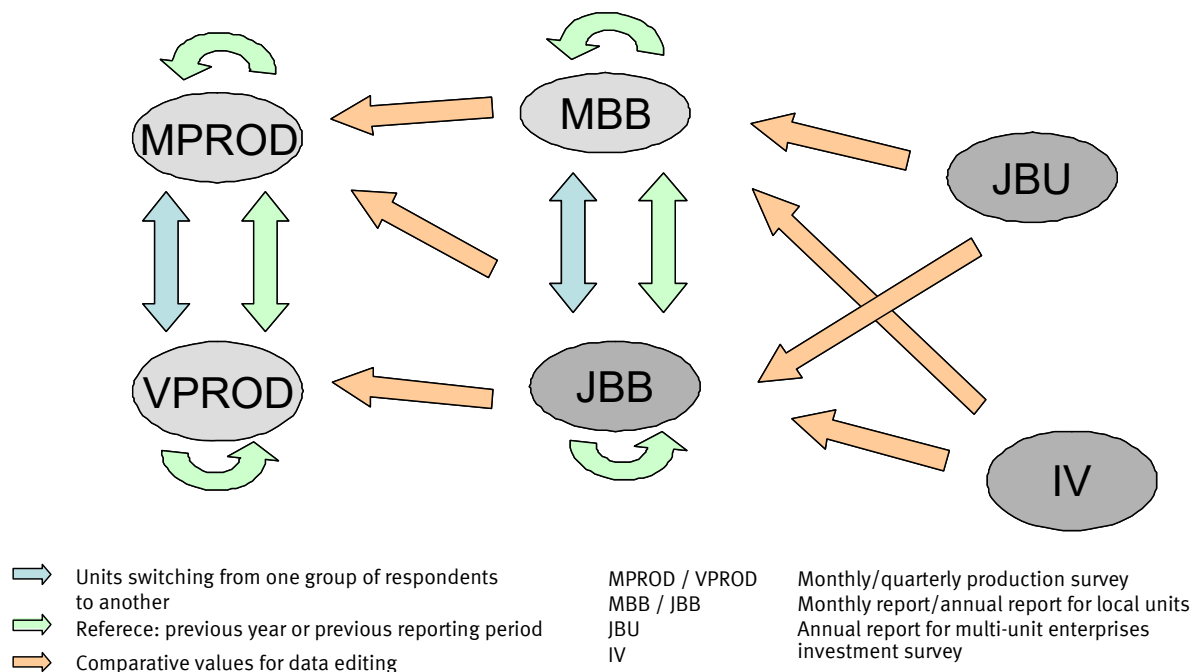 MPROD
MBB
JBU
VPROD
JBB
IV
Units switching from one group of respondents
to another
Referece: previous year or previous reporting period
Comparative values for data editing
MPROD / VPROD Monthly/quarterly production survey
MBB / JBB Monthly report/annual report for local units
JBU Annual report for multi-unit enterprises
IV investment survey